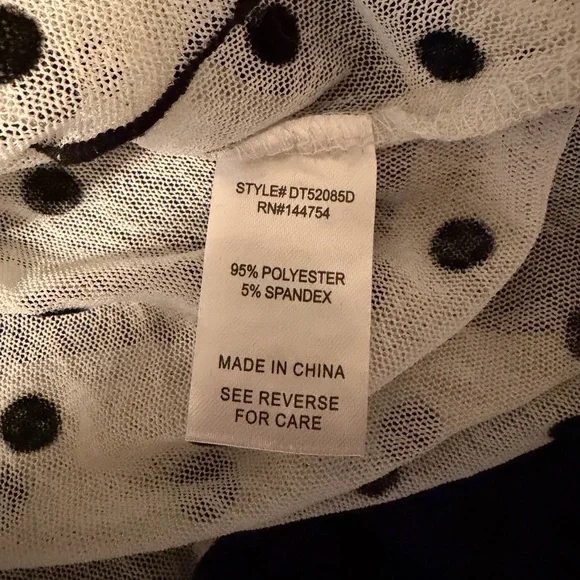 STYLE# DT52085D
RN#144754
95% POLYESTER
5% SPANDEX
MADE IN CHINA
SEE REVERSE
FOR CARE